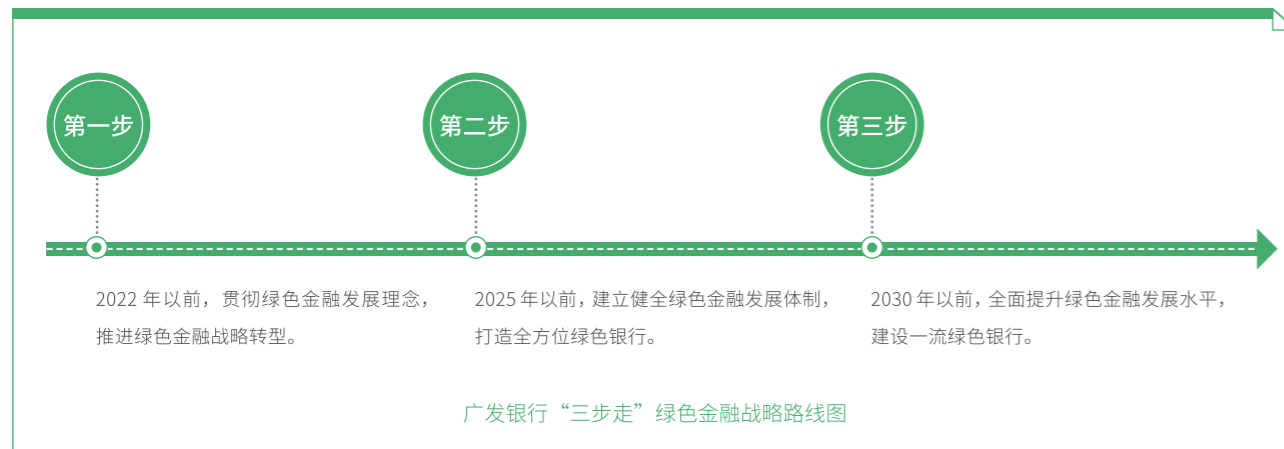 第一步
第二步
第三步
2022 年以前，贯彻绿色金融发展理念，
推进绿色金融战略转型。
2025 年以前，建立健全绿色金融发展体制，
打造全方位绿色银行。
2030 年以前，全面提升绿色金融发展水平，
建设一流绿色银行。
广发银行“三步走”绿色金融战略路线图